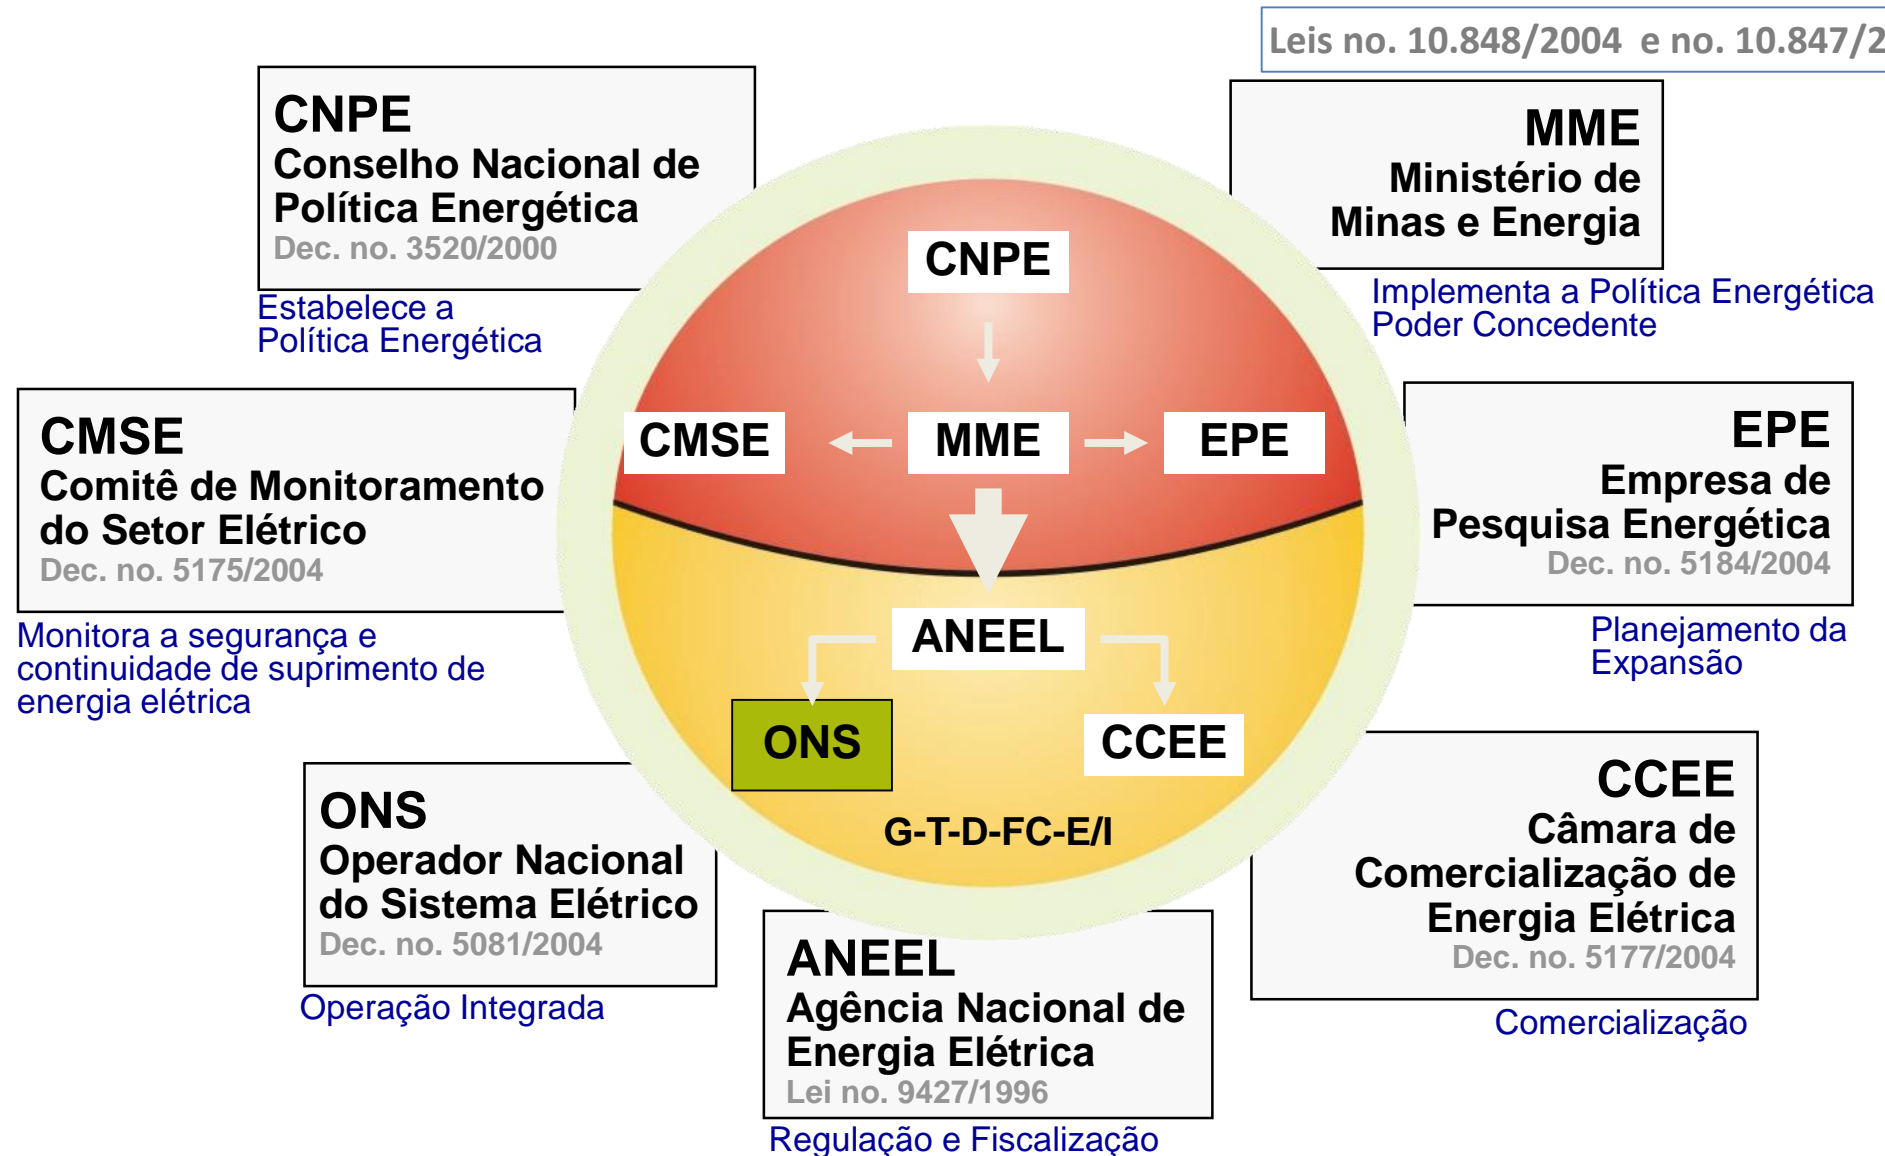 Leis no. 10.848/2004 e no. 10.847/2
CNPE
Conselho Nacional de
Política Energética
Dec. no. 3520/2000
Estabelece a
Política Energética
MME
Ministério de
Minas e Energia
Implementa a Política Energética
Poder Concedente
CNPE
CMSE
MME
EPE
CMSE
Comitê de Monitoramento
do Setor Elétrico
Dec. no. 5175/2004
Monitora a segurança e
continuidade de suprimento de
energia elétrica
EPE
Empresa de
Pesquisa Energética
Dec. no. 5184/2004
Planejamento da
Expansão
ANEEL
ONS
CCEE
G-T-D-FC-E/I
ONS
Operador Nacional
do Sistema Elétrico
Dec. no. 5081/2004
Operação Integrada
CCEE
Câmara de
Comercialização de
Energia Elétrica
Dec. no. 5177/2004
Comercialização
ANEEL
Agência Nacional de
Energia Elétrica
Lei no. 9427/1996
Regulação e Fiscalização